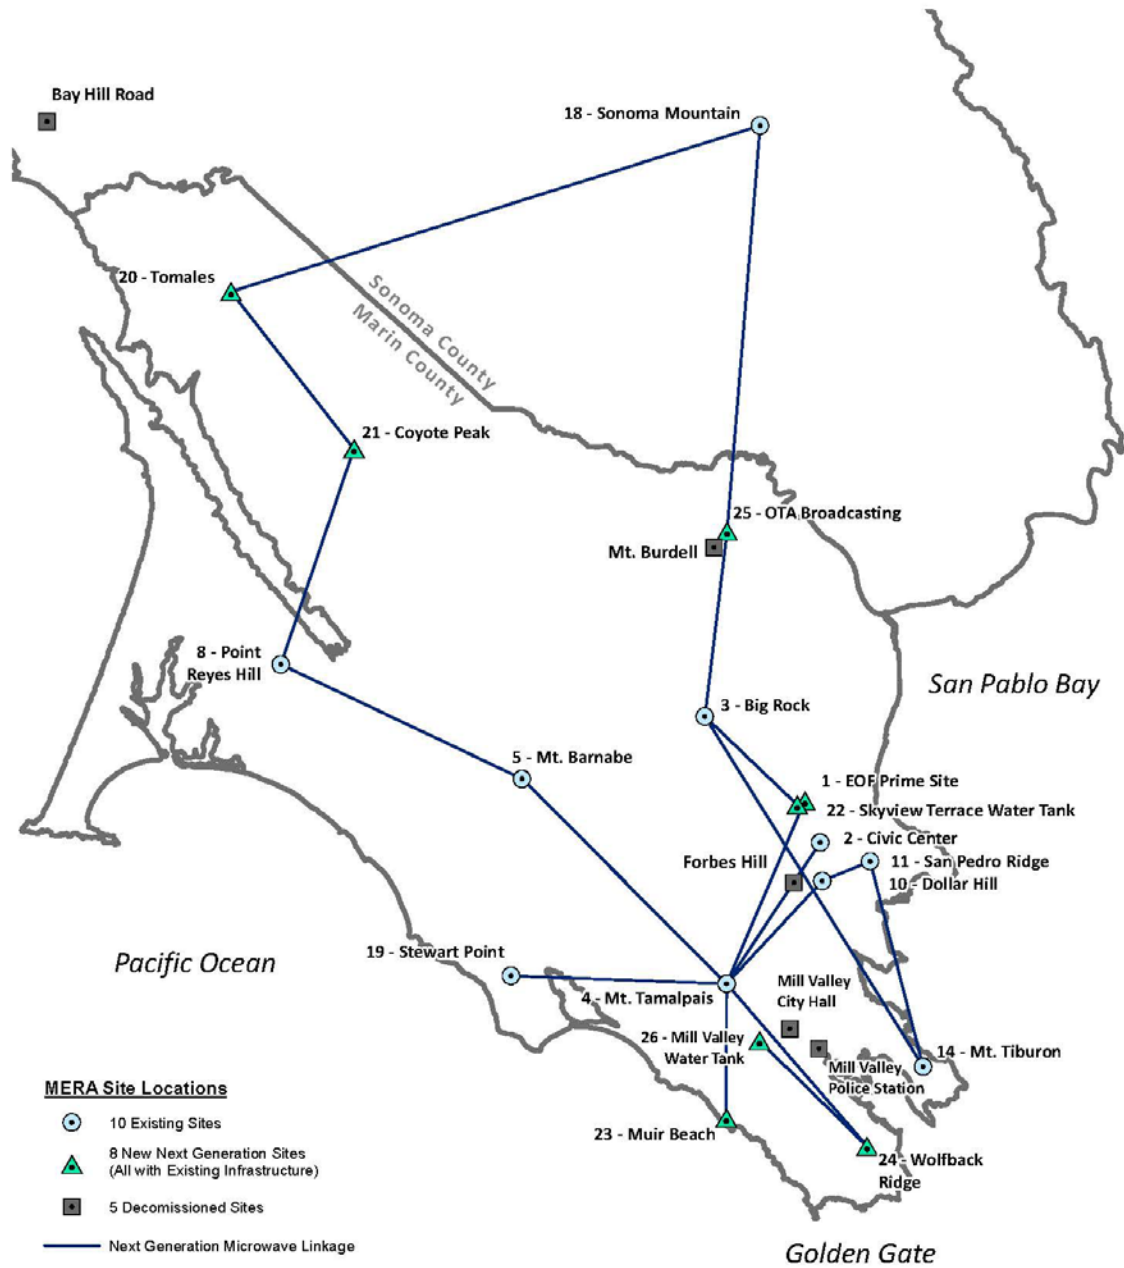 Bay Hill Road
18 - Sonoma Mountain
20 - Tomales
Sonoma County
Marin County
21 - Coyote Peak
25 - OTA Broadcasting
Mt. Burdell
8 - Point
Reyes Hill
San Pablo Bay
3 - Big Rock
5 - Mt. Barnabe
1 - EOF Prime Site
22 - Skyview Terrace Water Tank
2 - Civic Center
Forbes Hill
11 - San Pedro Ridge
10 - Dollar Hill
Pacific Ocean
19 - Stewart Point
4 - Mt. Tamalpais
Mill Valley
City Hall
26 - Mill Valley
Water Tank
14 - Mt. Tiburon
Mill Valley
Police Station
23 - Muir Beach
24 - Wolfback
Ridge
MERA Site Locations
10 Existing Sites
8 New Next Generation Sites
(All with Existing Infrastructure)
5 Decomissioned Sites
Next Generation Microwave Linkage
Golden Gate